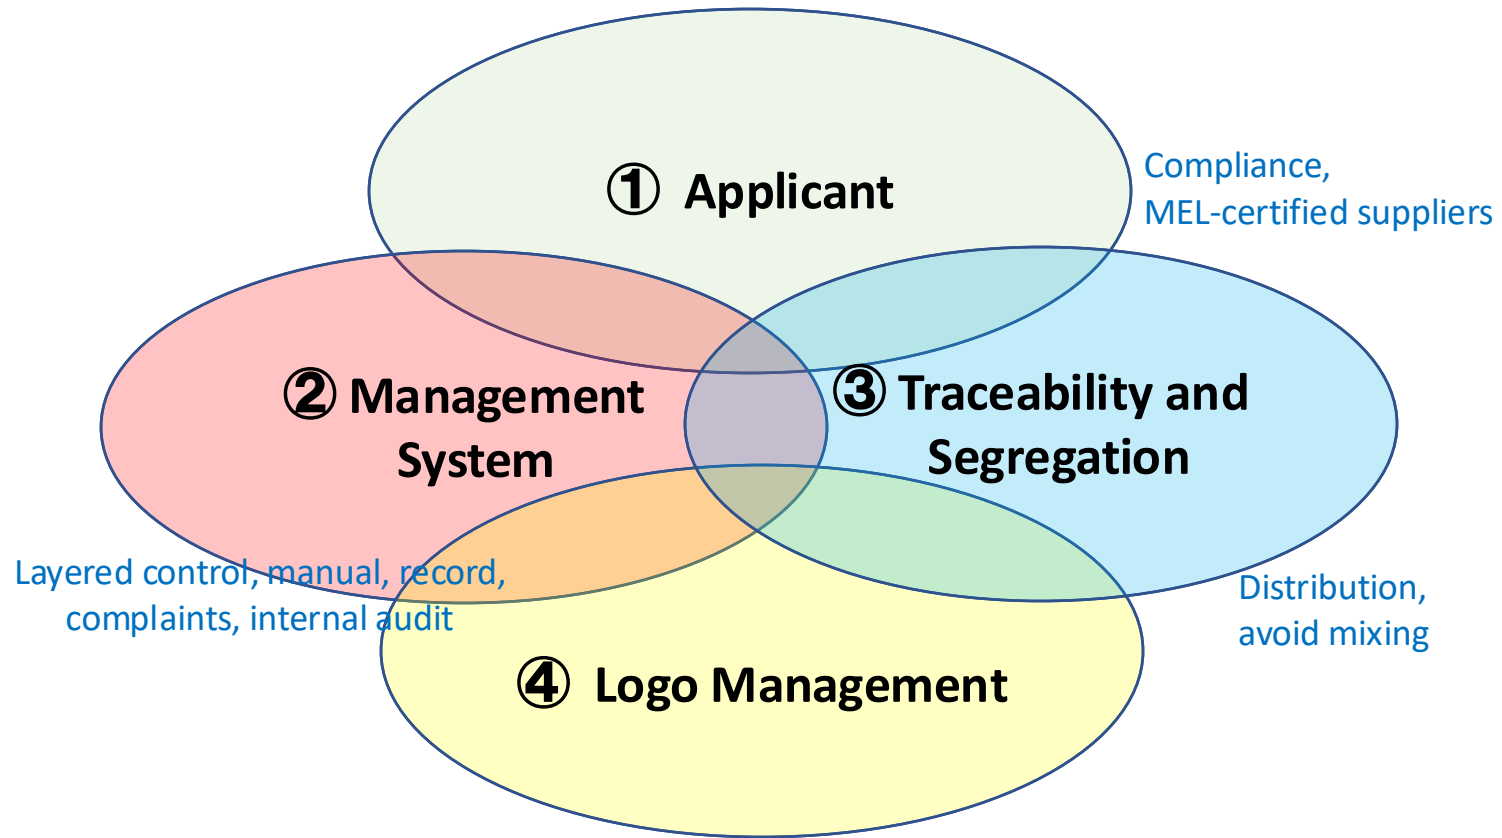 ① Applicant
Compliance,
MEL-certified suppliers
② Management
System
③ Traceability and
Segregation
Layered control, manual, record,
complaints, internal audit
Distribution,
avoid mixing
④ Logo Management